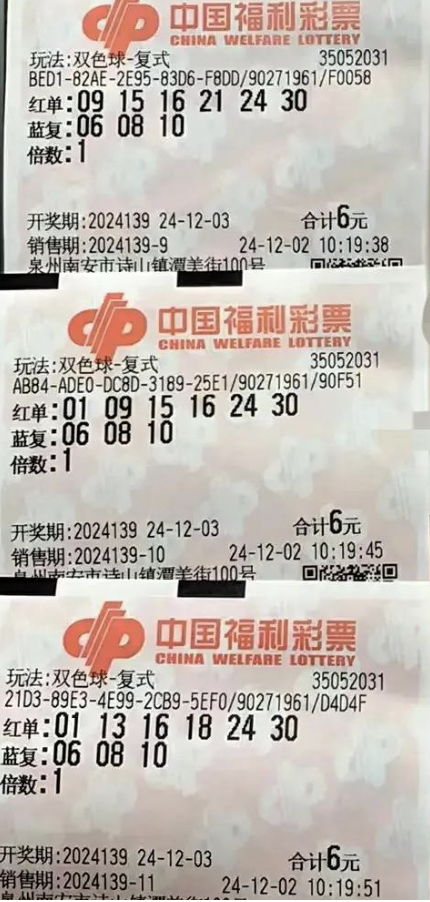 中国福利彩票
CHINA WELFARE LOTTERY
玩法:双色球-复式 35052031
BED1-82AE-2E95-83D6-F8DD/90271961/F0058
红单:09 15 16 21 24 30
蓝复:06 08 10
倍数:1
开奖期:2024139 24-12-03 合计6元
销售期:2024139-9 24-12-02 10:19:38
泉州南安市诗山镇潭美街100号
中国福利彩票
CHINA WELFARE LOTTERY
玩法:双色球-复式 35052031
AB84-ADE0-DC8D-3189-25E1/90271961/90F51
红单:01 09 15 16 24 30
蓝复:06 08 10
倍数:1
开奖期:2024139 24-12-03 合计6元
销售期:2024139-10 24-12-02 10:19:45
泉州南安市诗山镇潭美街100号
中国福利彩票
CHINA WELFARE LOTTERY
玩法:双色球-复式 35052031
21D3-89E3-4E99-2CB9-5EF0/90271961/D4D4F
红单:01 13 16 18 24 30
蓝复:06 08 10
倍数:1
开奖期:2024139 24-12-03 合计6元
销售期:2024139-11 24-12-02 10:19:51